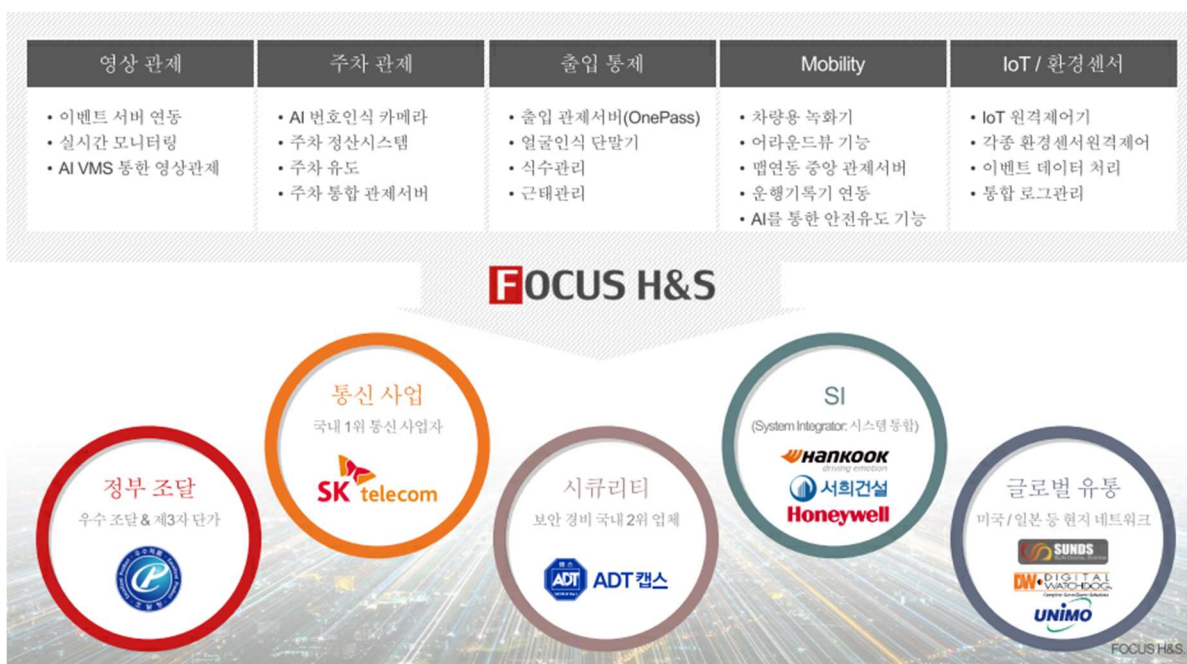 영상 관제
• 이벤트 서버 연동
• 실시간 모니터링
• AI VMS 통한 영상관제
주차 관제
• AI 번호인식 카메라
• 주차 정산시스템
• 주차 유도
• 주차 통합 관제서버
출입 통제
• 출입 관제서버(OnePass)
• 얼굴인식 단말기
• 식수관리
• 근태관리
Mobility
• 차량용 녹화기
• 어라운드뷰 기능
• 맵연동 중앙 관제서버
• 운행기록기 연동
• AI를 통한 안전유도 기능
IoT / 환경센서
• IoT 원격제어기
• 각종 환경센서원격제어
• 이벤트 데이터 처리
• 통합 로그관리
FOCUS H&S
정부 조달
우수 조달 & 제3자 단가
통신 사업
국내 1위 통신 사업자
SK telecom
시큐리티
보안 경비 국내 2위 업체
캡스
ADT
ADT 캡스
SI
(System Integrator: 시스템 통합)
HANKOOK
driving emotion
서희건설
Honeywell
글로벌 유통
미국 / 일본 등 현지 네트워크
SUNDS
DW DIGITAL
WATCHDOG
UNIMO
FOCUS H&S